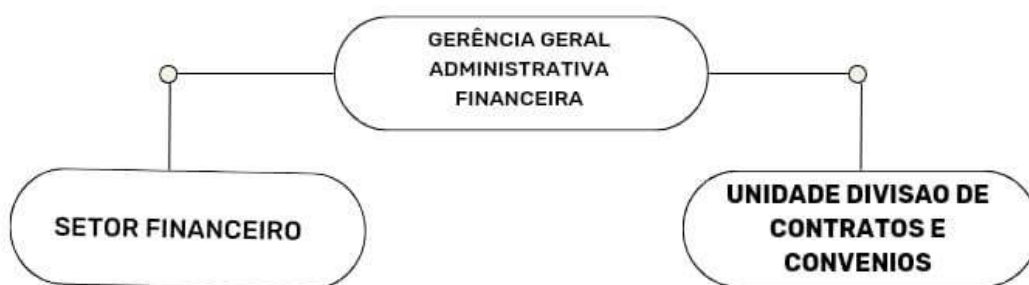 GERÊNCIA GERAL
ADMINISTRATIVA
FINANCEIRA
SETOR FINANCEIRO
UNIDADE DIVISAO DE
CONTRATOS E
CONVENIOS